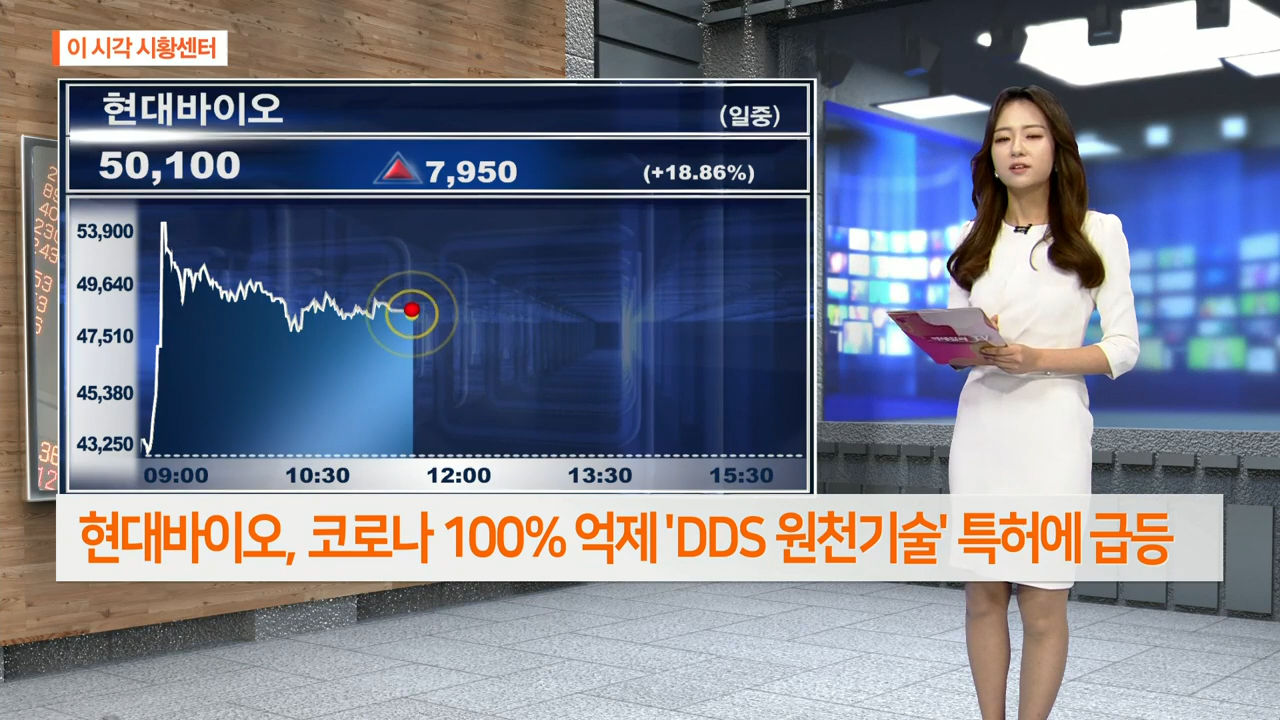 이 시각 시황센터
현대바이오
(일중)
50,100 7,950 (+18.86%)
53,900
49,640
47,510
45,380
43,250
09:00 10:30 12:00 13:30 15:30
현대바이오, 코로나 100% 억제 'DDS 원천기술' 특허에 급등